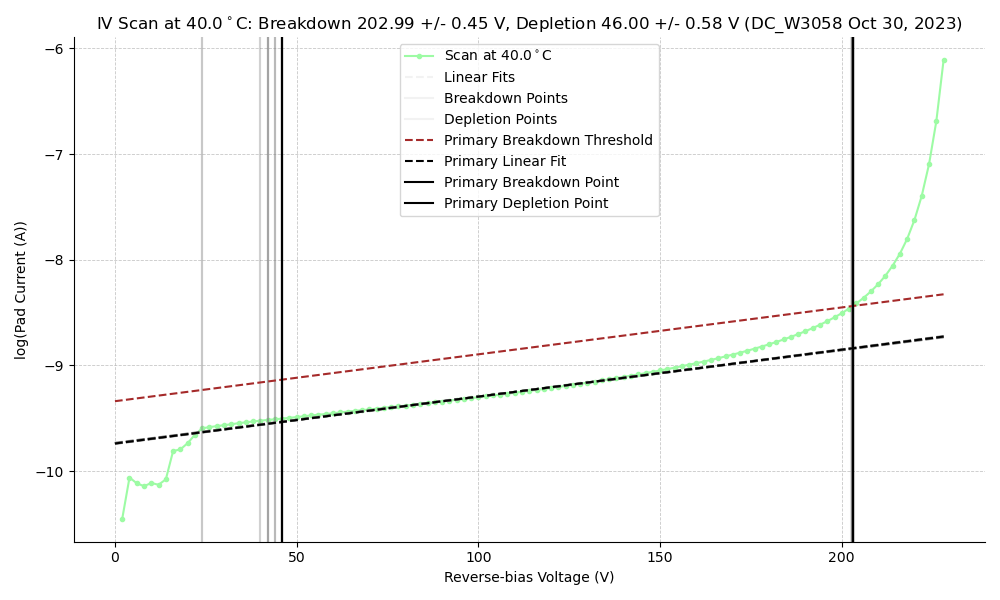 IV Scan at 40.0°C: Breakdown 202.99 +/- 0.45 V, Depletion 46.00 +/- 0.58 V (DC_W3058 Oct 30, 2023)
Scan at 40.0°C
Linear Fits
Breakdown Points
Depletion Points
Primary Breakdown Threshold
Primary Linear Fit
Primary Breakdown Point
Primary Depletion Point
log(Pad Current (A))
−6
−7
−8
−9
−10
0
50
100
150
200
Reverse-bias Voltage (V)